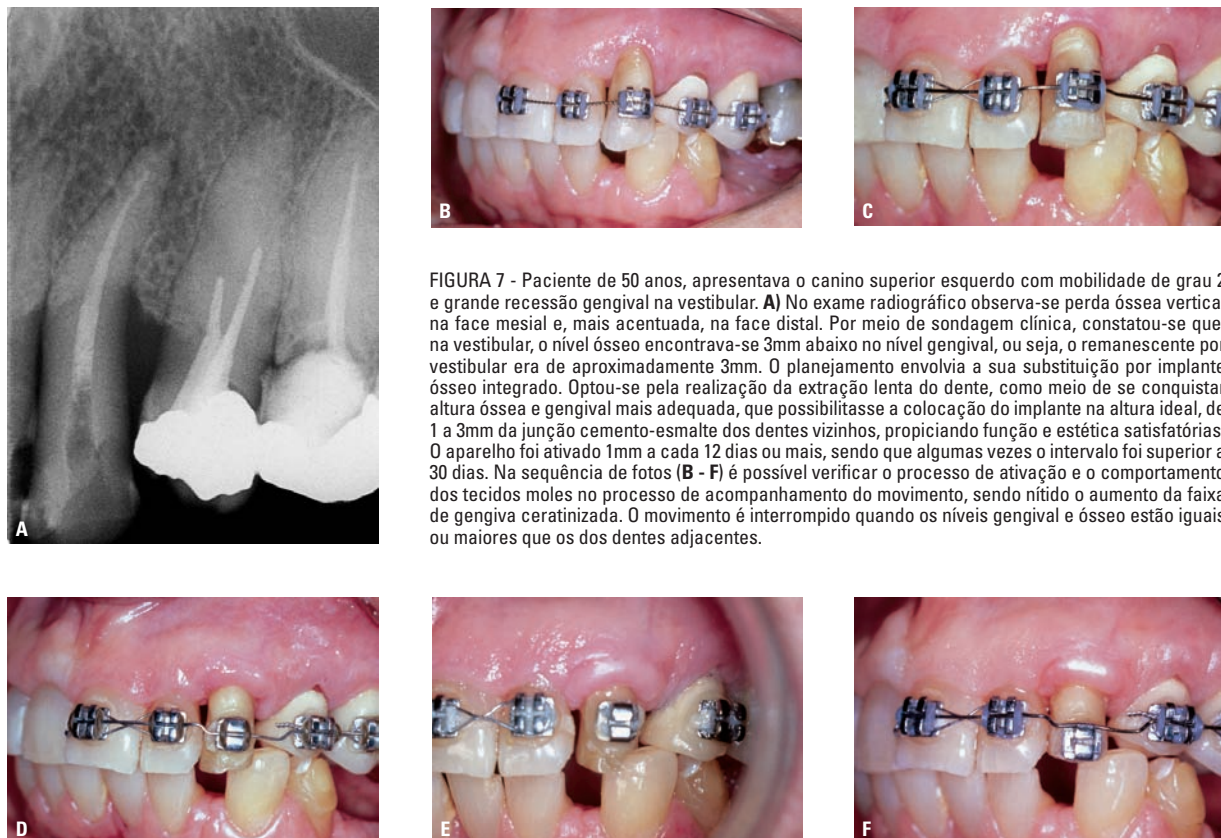 A
B
C
FIGURA 7 - Paciente de 50 anos, apresentava o canino superior esquerdo com mobilidade de grau 2
e grande recessão gengival na vestibular. A) No exame radiográfico observa-se perda óssea vertica
na face mesial e, mais acentuada, na face distal. Por meio de sondagem clínica, constatou-se que
na vestibular, o nível ósseo encontrava-se 3mm abaixo no nível gengival, ou seja, o remanescente por
vestibular era de aproximadamente 3mm. O planejamento envolvia a sua substituição por implante
ósseo integrado. Optou-se pela realização da extração lenta do dente, como meio de se conquista
altura óssea e gengival mais adequada, que possibilitasse a colocação do implante na altura ideal, de
1 a 3mm da junção cemento-esmalte dos dentes vizinhos, propiciando função e estética satisfatórias
O aparelho foi ativado 1mm a cada 12 dias ou mais, sendo que algumas vezes o intervalo foi superior a
30 dias. Na sequência de fotos (B - F) é possível verificar o processo de ativação e o comportamento
dos tecidos moles no processo de acompanhamento do movimento, sendo nítido o aumento da faixa
de gengiva ceratinizada. O movimento é interrompido quando os níveis gengival e ósseo estão iguais
ou maiores que os dos dentes adjacentes.
D
E
F